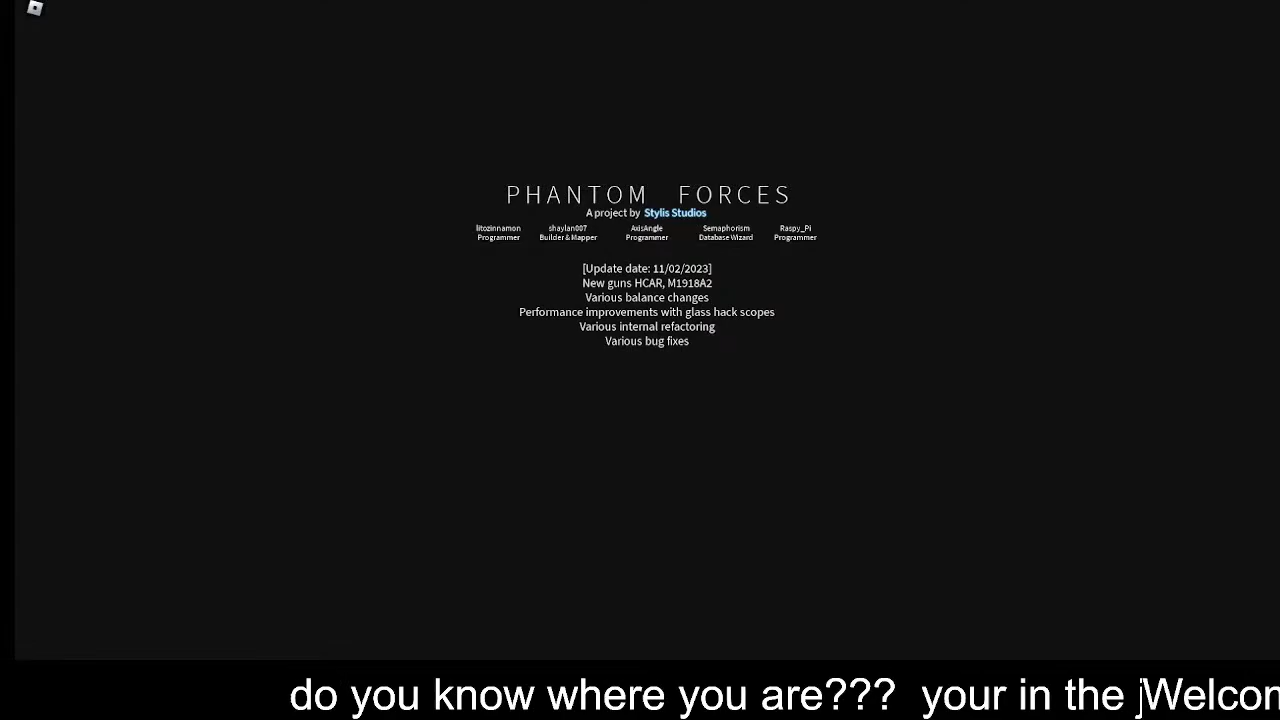 PHANTOM FORCES
A project by Stylis Studios
litozinnamon shaylan007 AxisAngle Semaphorism Raspy_Pi
Programmer Builder & Mapper Programmer Database Wizard Programmer
[Update date: 11/02/2023]
New guns HCAR, M1918A2
Various balance changes
Performance improvements with glass hack scopes
Various internal refactoring
Various bug fixes
do you know where you are??? your in the jWelcom